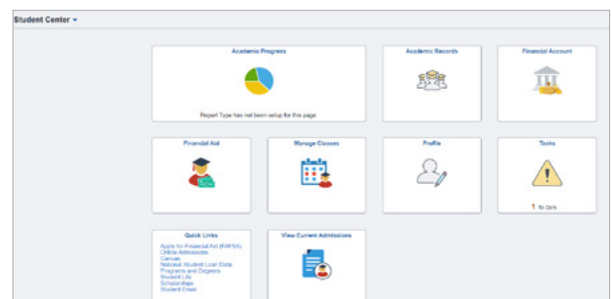 Student Center
Academic Progress
Report Type has not been setup for this page
Academic Records
Financial Account
Financial Aid
Manage Classes
Profile
Tasks
1 To Do's
Quick Links
Apply for Financial Aid (FAFSA)
Online Admissions
Canvas
National Student Loan Data
Programs and Degrees
Student Life
Scholarships
Student Email
View Current Admissions